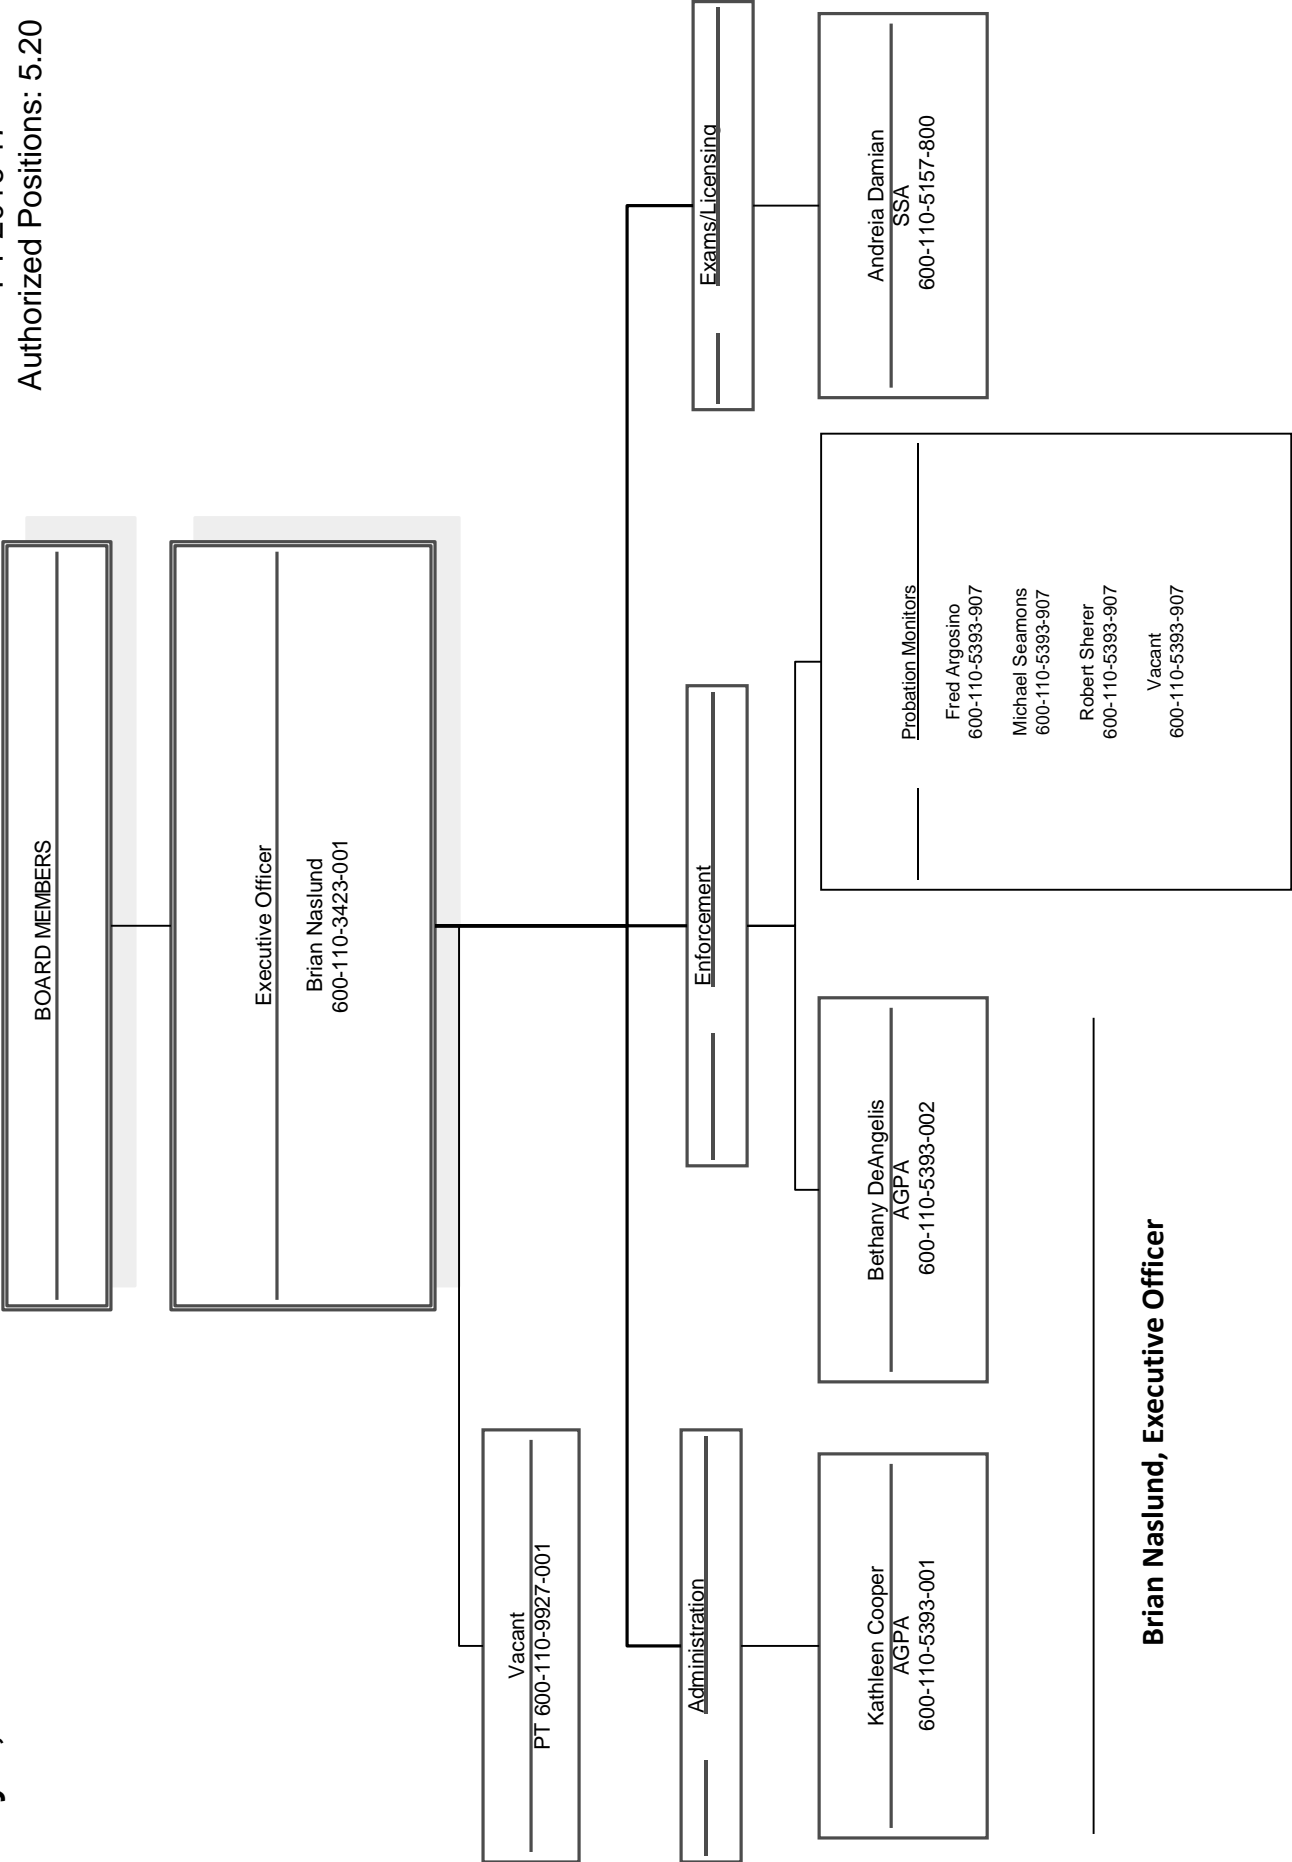 Authorized Positions: 5.20
BOARD MEMBERS
Executive Officer
Brian Naslund
600-110-3423-001
Vacant
PT 600-110-9927-001
Administration
Enforcement
Exams/Licensing
Kathleen Cooper
AGPA
600-110-5393-001
Bethany DeAngelis
AGPA
600-110-5393-002
Probation Monitors
Fred Argosino
600-110-5393-907
Michael Seamons
600-110-5393-907
Robert Sherer
600-110-5393-907
Vacant
600-110-5393-907
Andreia Damian
SSA
600-110-5157-800
Brian Naslund, Executive Officer